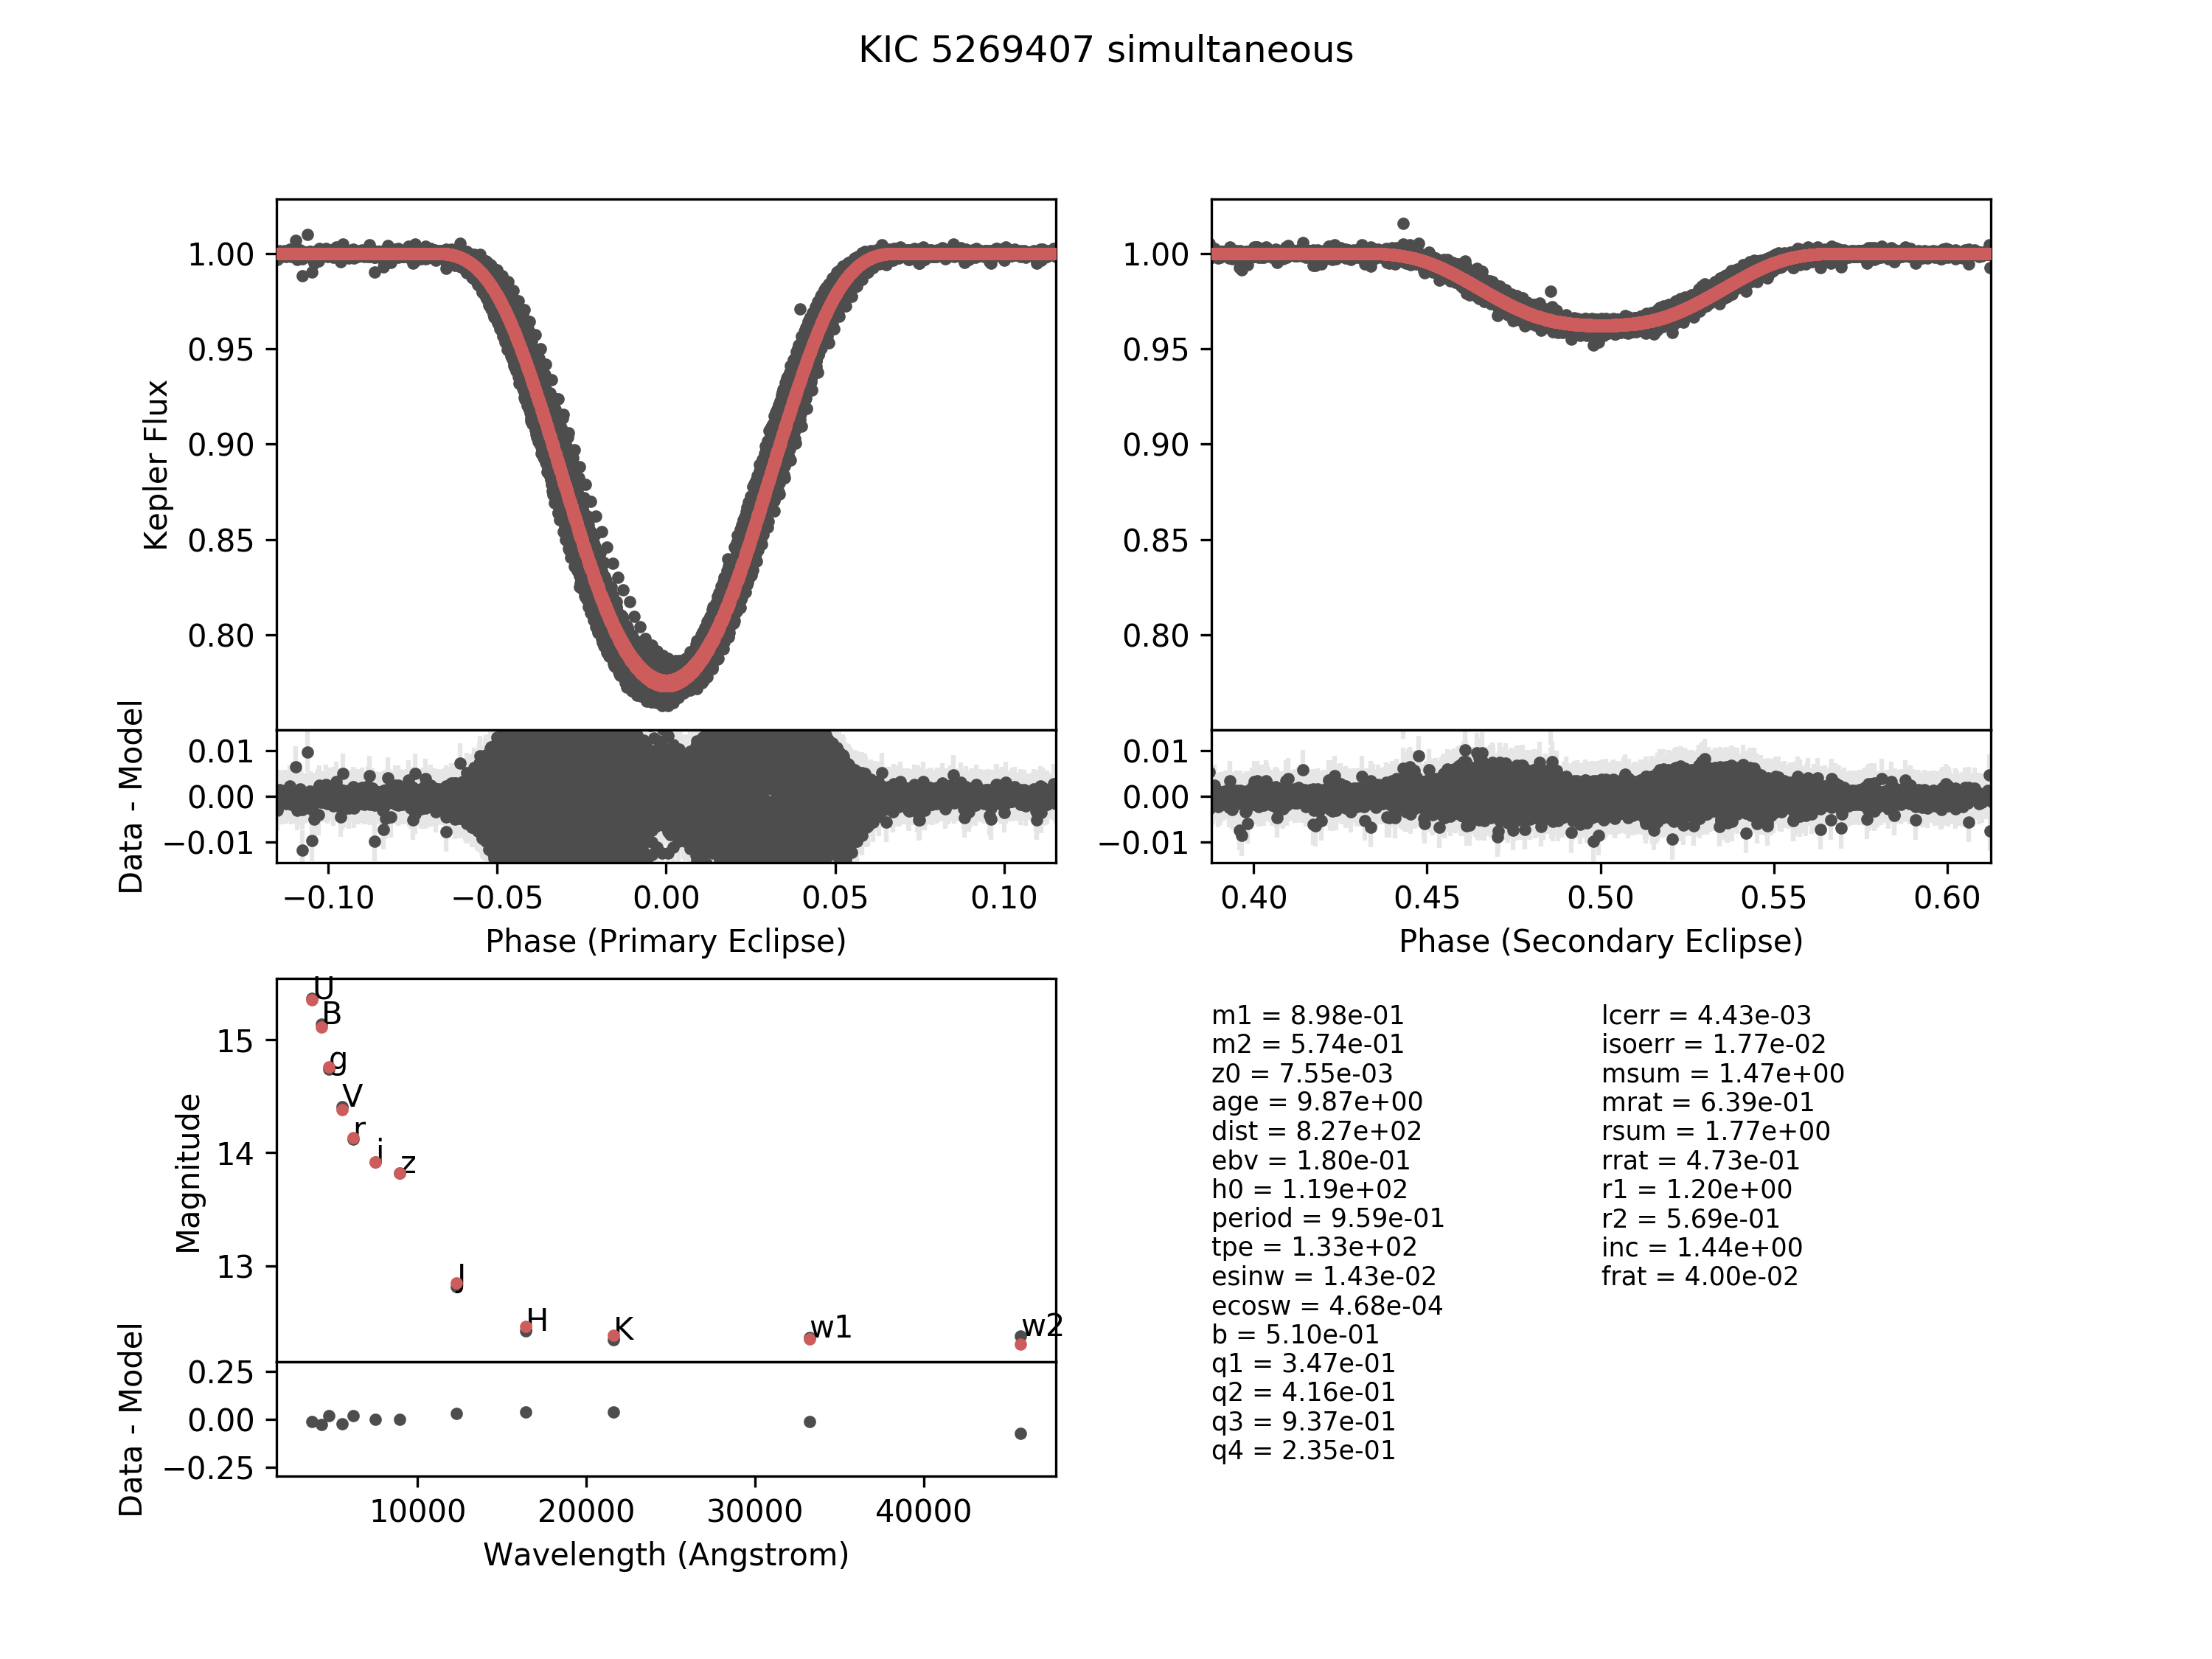 KIC 5269407 simultaneous
Kepler Flux
1.00
0.95
0.90
0.85
0.80
1.00
0.95
0.90
0.85
0.80
Data - Model
0.01
0.00
−0.01
0.01
0.00
−0.01
−0.10 −0.05 0.00 0.05 0.10
Phase (Primary Eclipse)
0.40 0.45 0.50 0.55 0.60
Phase (Secondary Eclipse)
Magnitude
15
14
13
U
B
g
V
r
i
z
J
H
K
w1
w2
Data - Model
0.25
0.00
−0.25
10000 20000 30000 40000
Wavelength (Angstrom)
m1 = 8.98e-01
m2 = 5.74e-01
z0 = 7.55e-03
age = 9.87e+00
dist = 8.27e+02
ebv = 1.80e-01
h0 = 1.19e+02
period = 9.59e-01
tpe = 1.33e+02
esinw = 1.43e-02
ecosw = 4.68e-04
b = 5.10e-01
q1 = 3.47e-01
q2 = 4.16e-01
q3 = 9.37e-01
q4 = 2.35e-01
lcerr = 4.43e-03
isoerr = 1.77e-02
msum = 1.47e+00
mrat = 6.39e-01
rsum = 1.77e+00
rrat = 4.73e-01
r1 = 1.20e+00
r2 = 5.69e-01
inc = 1.44e+00
frat = 4.00e-02